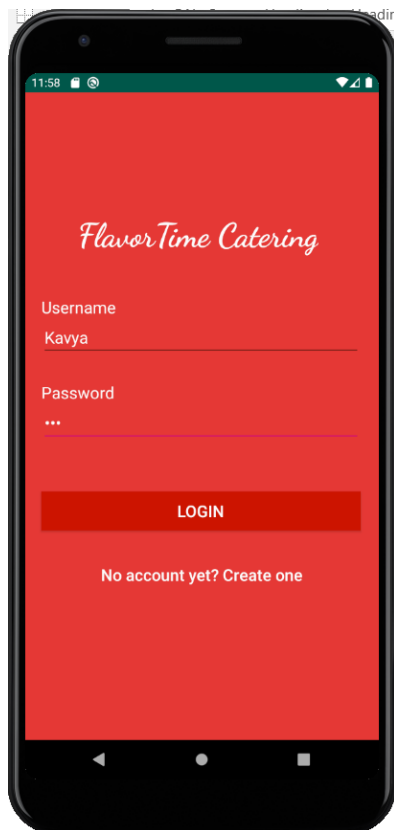 11:58
FlavorTime Catering
Username
Kavya
Password
•••
LOGIN
No account yet? Create one